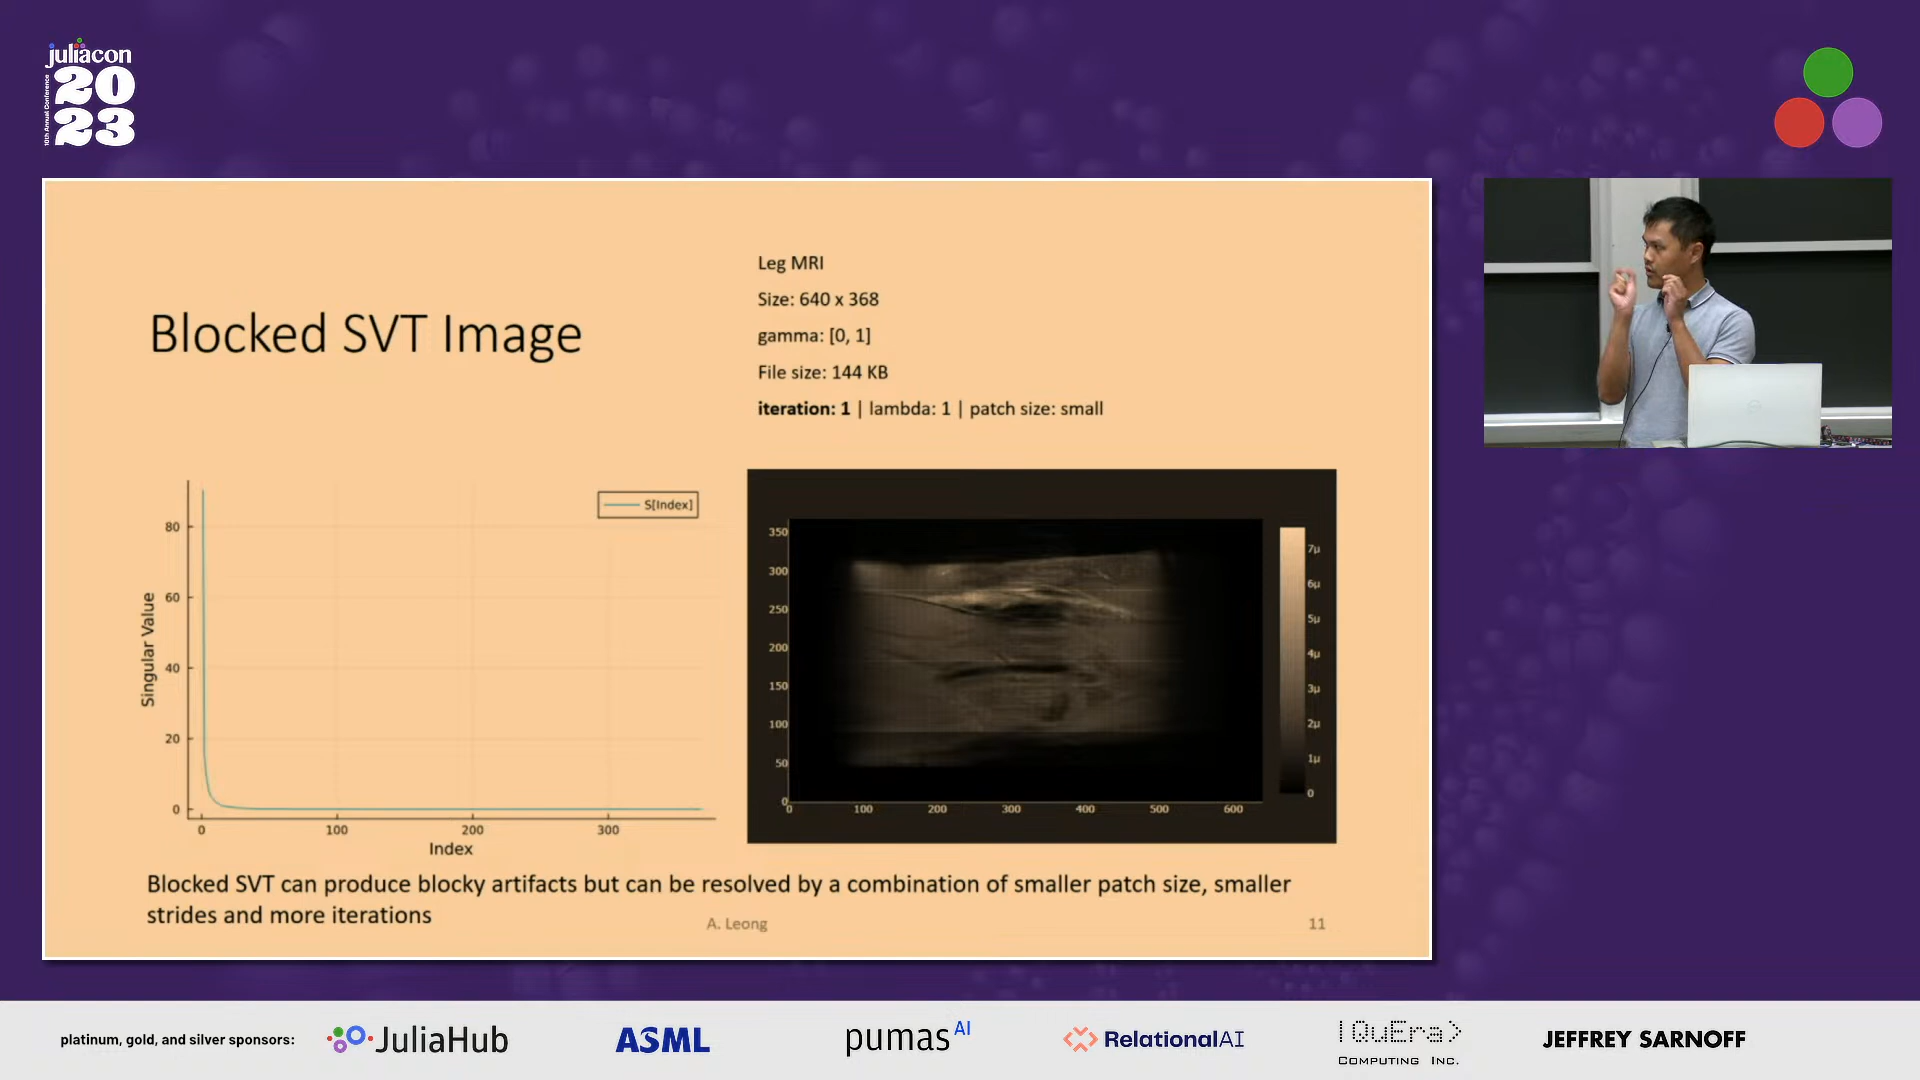 juliacon
10th Annual Conference
20
23
Leg MRI
Size: 640 x 368
Blocked SVT Image
gamma: [0, 1]
File size: 144 KB
iteration: 1 | lambda: 1 | patch size: small
S[Index]
80
60
40
20
0
Singular Value
0 100 200 300
Index
350
300
250
200
150
100
50
0
0 100 200 300 400 500 600
7µ
6µ
5µ
4µ
3µ
2µ
1µ
0
Blocked SVT can produce blocky artifacts but can be resolved by a combination of smaller patch size, smaller
strides and more iterations
A. Leong
11
platinum, gold, and silver sponsors:
JuliaHub
ASML
pumasAI
RelationalAI
|QuEra>
COMPUTING INC.
JEFFREY SARNOFF